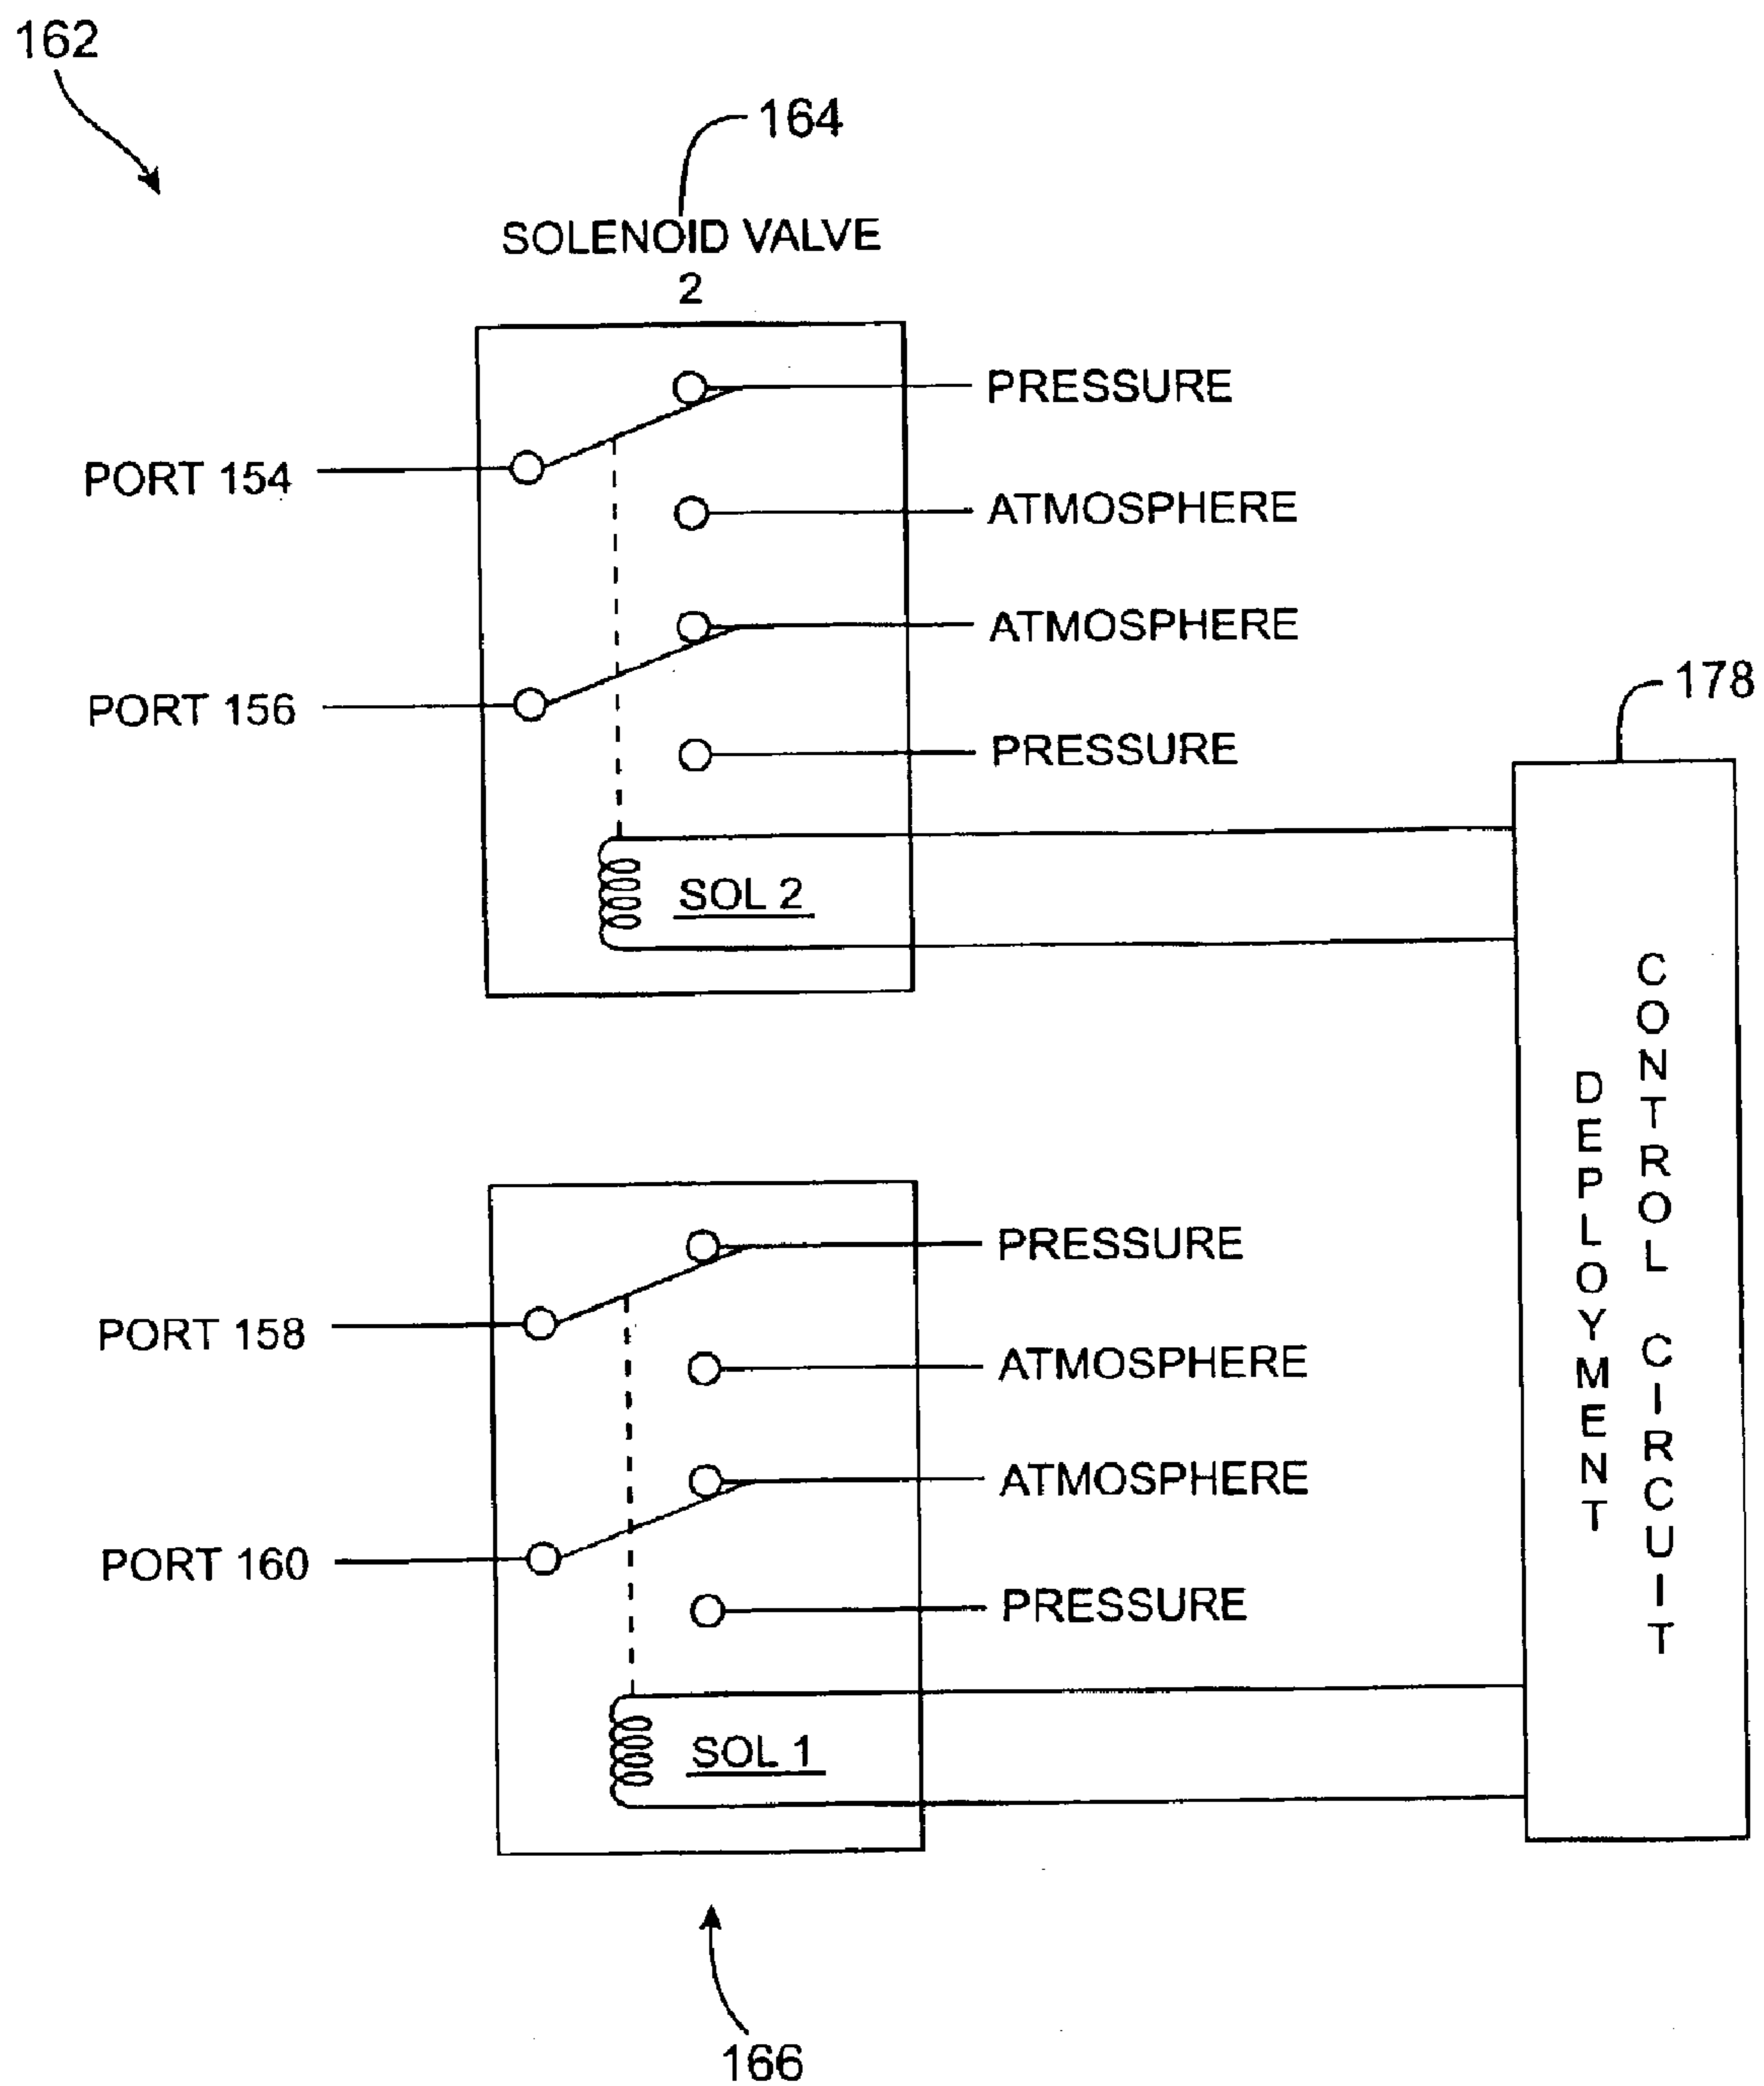 162
164
SOLENOID VALVE
2
PRESSURE
PORT 154
ATMOSPHERE
ATMOSPHERE
PORT 156
PRESSURE
178
SOL 2
DEPLOYMENT
CONTROL CIRCUIT
PRESSURE
PORT 158
ATMOSPHERE
ATMOSPHERE
PORT 160
PRESSURE
SOL 1
166